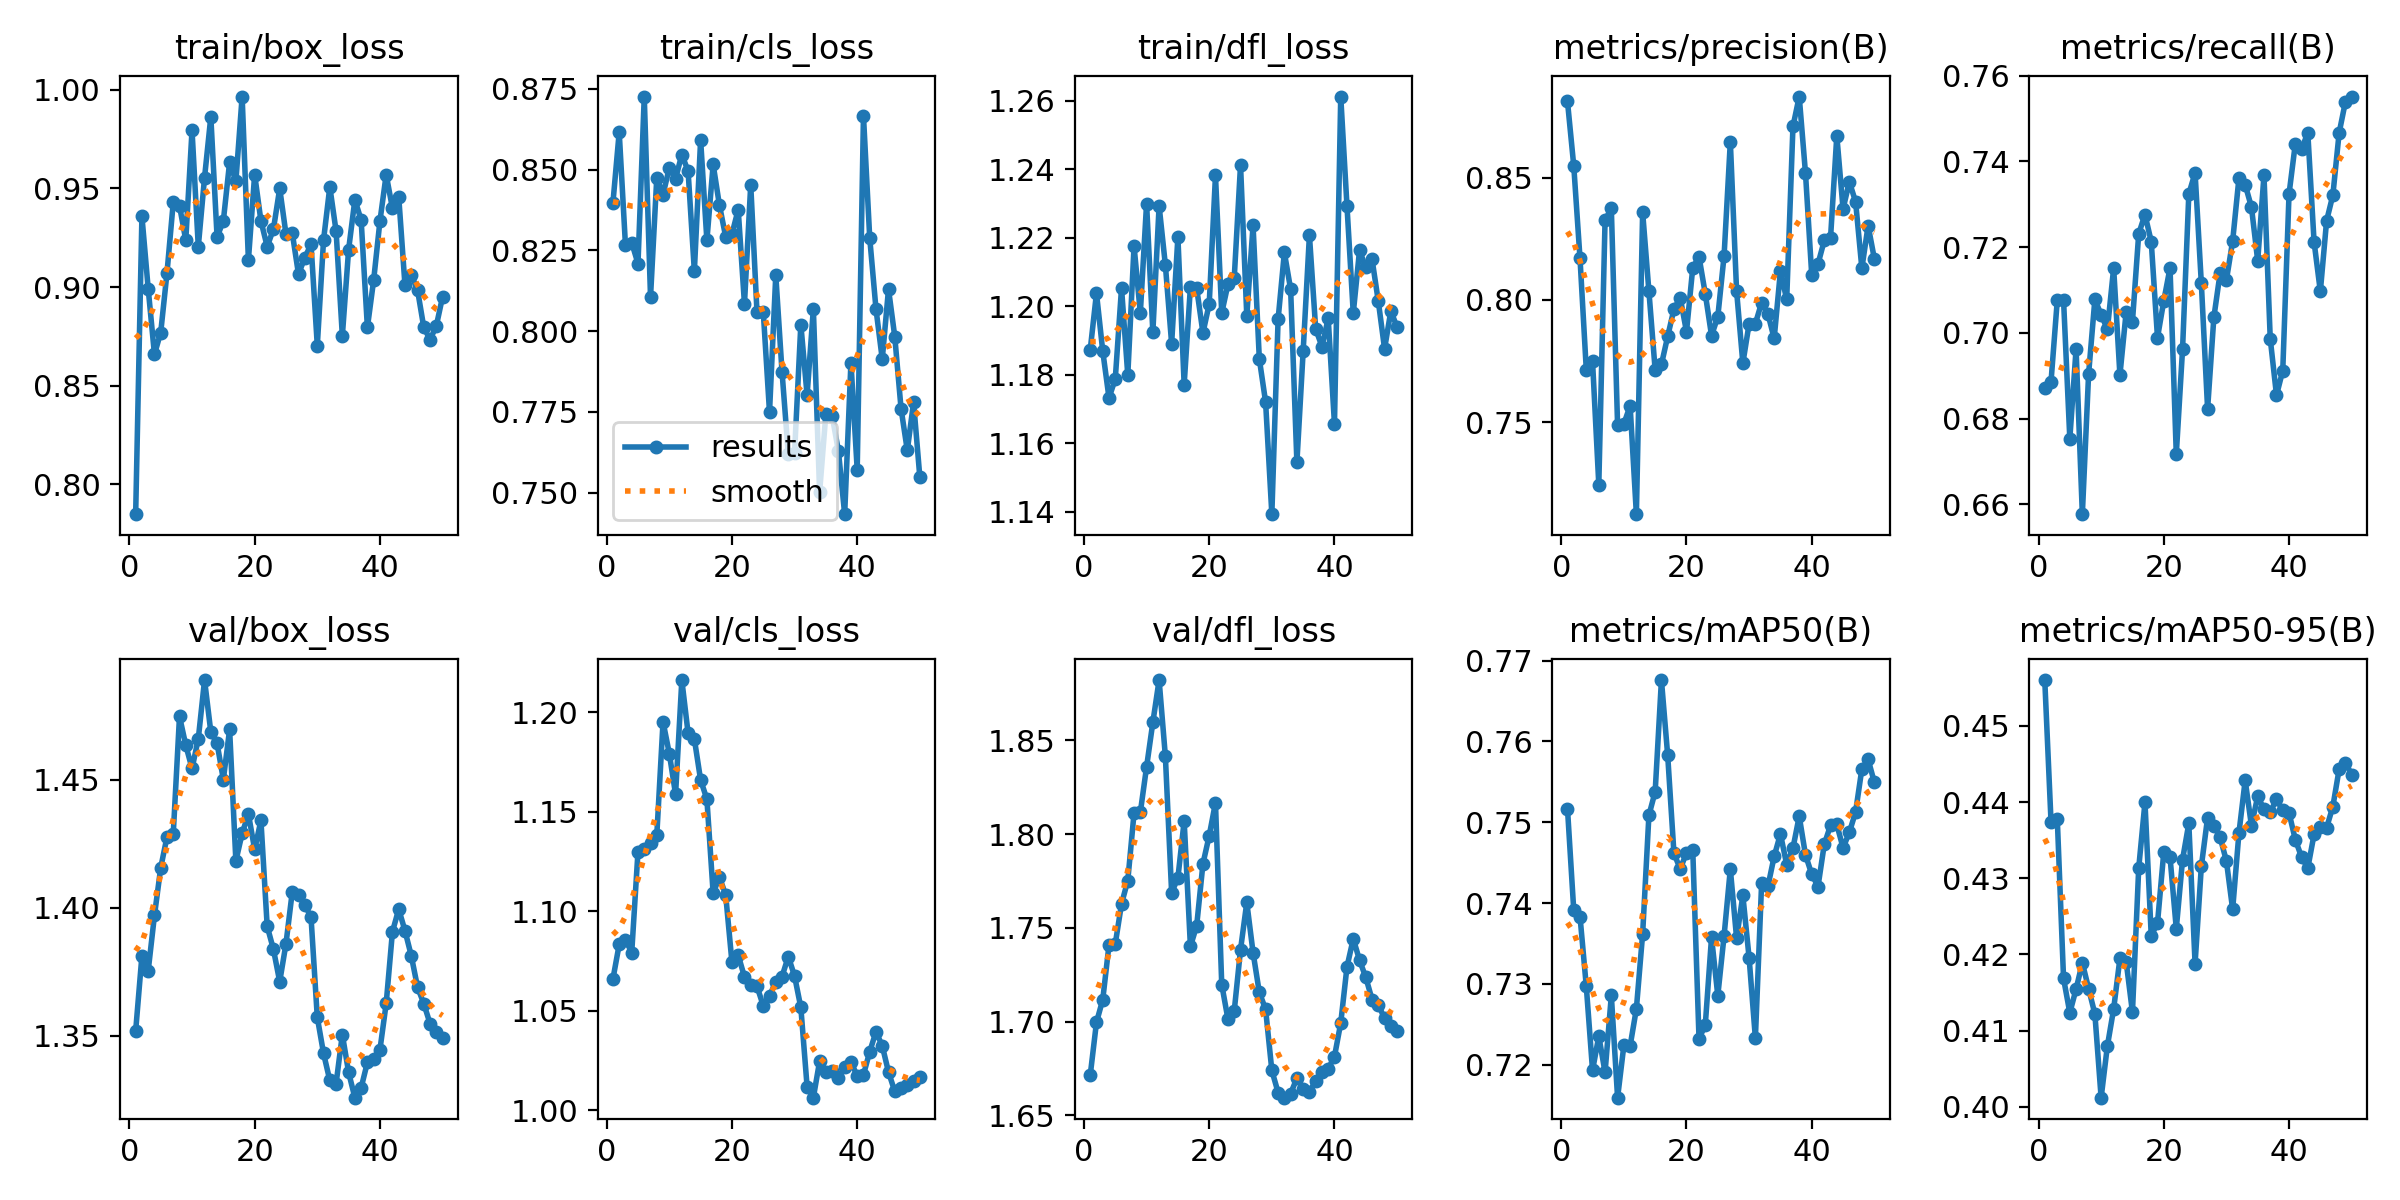 train/box_loss
1.00
0.95
0.90
0.85
0.80
0 20 40
train/cls_loss
0.875
0.850
0.825
0.800
0.775
0.750
results
smooth
0 20 40
train/dfl_loss
1.26
1.24
1.22
1.20
1.18
1.16
1.14
0 20 40
metrics/precision(B)
0.85
0.80
0.75
0 20 40
metrics/recall(B)
0.76
0.74
0.72
0.70
0.68
0.66
0 20 40
val/box_loss
1.45
1.40
1.35
0 20 40
val/cls_loss
1.20
1.15
1.10
1.05
1.00
0 20 40
val/dfl_loss
1.85
1.80
1.75
1.70
1.65
0 20 40
metrics/mAP50(B)
0.77
0.76
0.75
0.74
0.73
0.72
0 20 40
metrics/mAP50-95(B)
0.45
0.44
0.43
0.42
0.41
0.40
0 20 40